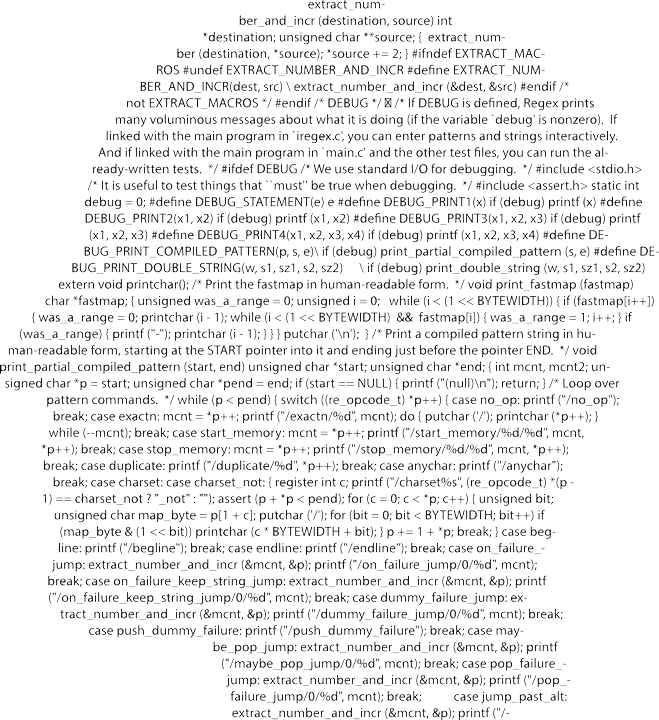 extract_num-
ber_and_incr (destination, source) int
*destination; unsigned char **source; {  extract_num-
ber (destination, *source); *source += 2; } #ifndef EXTRACT_MAC-
ROS #undef EXTRACT_NUMBER_AND_INCR #define EXTRACT_NUM-
BER_AND_INCR(dest, src) \ extract_number_and_incr (&dest, &src) #endif /*
not EXTRACT_MACROS */ #endif /* DEBUG */ /* If DEBUG is defined, Regex prints
many voluminous messages about what it is doing (if the variable `debug' is nonzero).  If
linked with the main program in `iregex.c', you can enter patterns and strings interactively.
And if linked with the main program in `main.c' and the other test files, you can run the al-
ready-written tests.  */ #ifdef DEBUG /* We use standard I/O for debugging.  */ #include <stdio.h>
/* It is useful to test things that ``must'' be true when debugging.  */ #include <assert.h> static int
debug = 0; #define DEBUG_STATEMENT(e) e #define DEBUG_PRINT1(x) if (debug) printf (x) #define
DEBUG_PRINT2(x1, x2) if (debug) printf (x1, x2) #define DEBUG_PRINT3(x1, x2, x3) if (debug) printf
(x1, x2, x3) #define DEBUG_PRINT4(x1, x2, x3, x4) if (debug) printf (x1, x2, x3, x4) #define DE-
BUG_PRINT_COMPILED_PATTERN(p, s, e)\ if (debug) print_partial_compiled_pattern (s, e) #define DE-
BUG_PRINT_DOUBLE_STRING(w, s1, sz1, s2, sz2)     \ if (debug) print_double_string (w, s1, sz1, s2, sz2)
extern void printchar(); /* Print the fastmap in human-readable form.  */ void print_fastmap (fastmap)
char *fastmap; { unsigned was_a_range = 0; unsigned i = 0;   while (i < (1 << BYTEWIDTH)) { if (fastmap[i++])
{ was_a_range = 0; printchar (i - 1); while (i < (1 << BYTEWIDTH)  &&  fastmap[i]) { was_a_range = 1; i++; } if
(was_a_range) { printf ("-"); printchar (i - 1); } } } putchar ('\n');  } /* Print a compiled pattern string in hu-
man-readable form, starting at the START pointer into it and ending just before the pointer END.  */ void
print_partial_compiled_pattern (start, end) unsigned char *start; unsigned char *end; { int mcnt, mcnt2; un-
signed char *p = start; unsigned char *pend = end; if (start == NULL) { printf ("(null)\n"); return; } /* Loop over
pattern commands.  */ while (p < pend) { switch ((re_opcode_t) *p++) { case no_op: printf ("/no_op");
break; case exactn: mcnt = *p++; printf ("/exactn/%d", mcnt); do { putchar ('/'); printchar (*p++); }
while (--mcnt); break; case start_memory: mcnt = *p++; printf ("/start_memory/%d/%d", mcnt,
*p++); break; case stop_memory: mcnt = *p++; printf ("/stop_memory/%d/%d", mcnt, *p++);
break; case duplicate: printf ("/duplicate/%d", *p++); break; case anychar: printf ("/anychar");
break; case charset: case charset_not: { register int c; printf ("/charset%s", (re_opcode_t) *(p -
1) == charset_not ? "_not" : ""); assert (p + *p < pend); for (c = 0; c < *p; c++) { unsigned bit;
unsigned char map_byte = p[1 + c]; putchar ('/'); for (bit = 0; bit < BYTEWIDTH; bit++) if
(map_byte & (1 << bit)) printchar (c * BYTEWIDTH + bit); } p += 1 + *p; break; } case beg-
line: printf ("/begline"); break; case endline: printf ("/endline"); break; case on_failure_-
jump: extract_number_and_incr (&mcnt, &p); printf ("/on_failure_jump/0/%d", mcnt);
break; case on_failure_keep_string_jump: extract_number_and_incr (&mcnt, &p); printf
("/on_failure_keep_string_jump/0/%d", mcnt); break; case dummy_failure_jump: ex-
tract_number_and_incr (&mcnt, &p); printf ("/dummy_failure_jump/0/%d", mcnt); break;
case push_dummy_failure: printf ("/push_dummy_failure"); break; case may-
be_pop_jump: extract_number_and_incr (&mcnt, &p); printf
("/maybe_pop_jump/0/%d", mcnt); break; case pop_failure_-
jump: extract_number_and_incr (&mcnt, &p); printf ("/pop_-
failure_jump/0/%d", mcnt); break;        case jump_past_alt:
extract_number_and_incr (&mcnt, &p); printf ("/-